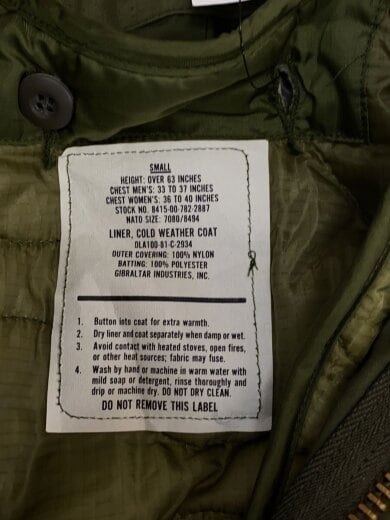 SMALL
HEIGHT: OVER 63 INCHES
CHEST MEN'S: 33 TO 37 INCHES
CHEST WOMEN'S: 36 TO 40 INCHES
STOCK NO. 8415-00-782-2887
NATO SIZE: 7080/8494
LINER, COLD WEATHER COAT
DLA100-81-C-2934
OUTER COVERING: 100% NYLON
BATTING: 100% POLYESTER
GIBRALTAR INDUSTRIES, INC.
1. Button into coat for extra warmth.
2. Dry liner and coat separately when damp or wet.
3. Avoid contact with heated stoves, open fires,
or other heat sources; fabric may fuse.
4. Wash by hand or machine in warm water with
mild soap or detergent, rinse thoroughly and
drip or machine dry. DO NOT DRY CLEAN.
DO NOT REMOVE THIS LABEL